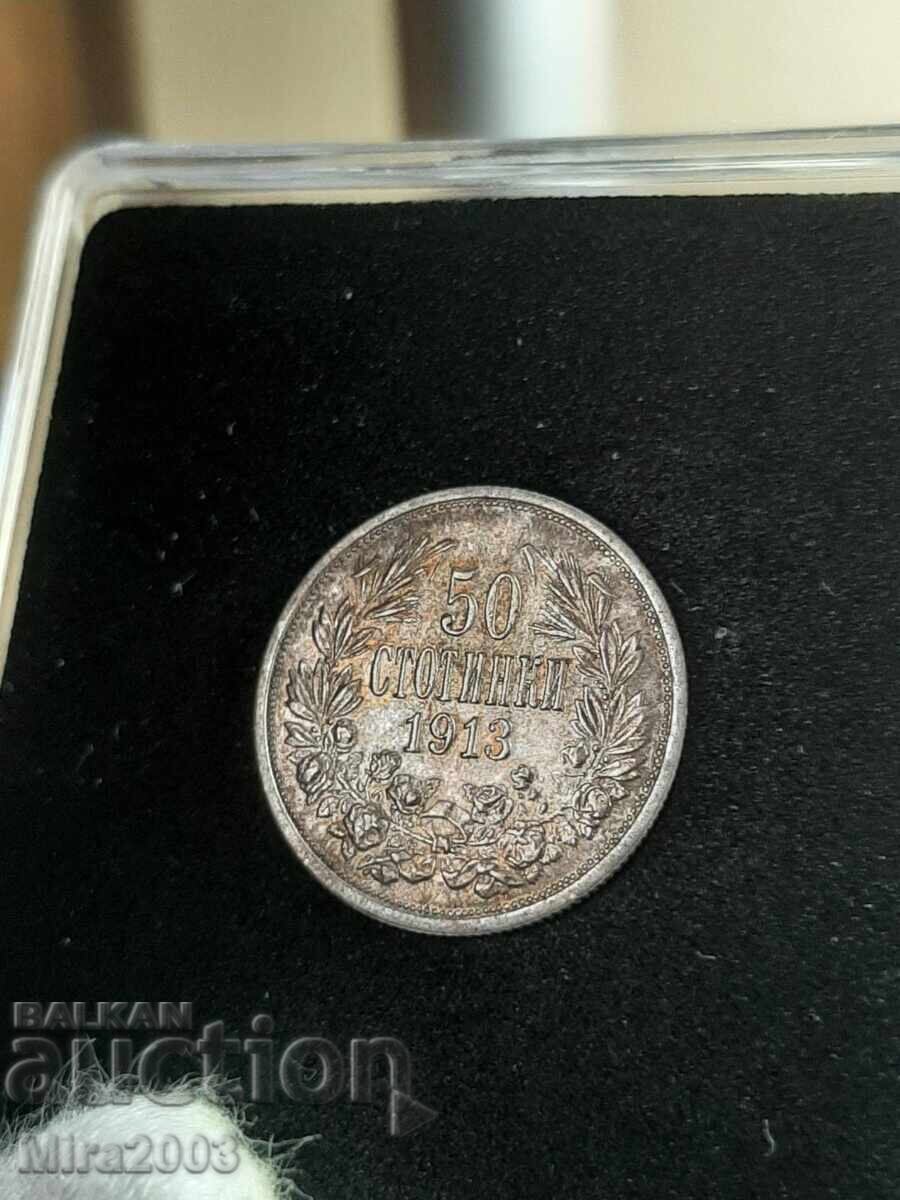 50
СТОТИНКИ
1913
BALKAN
auction
Mira2003